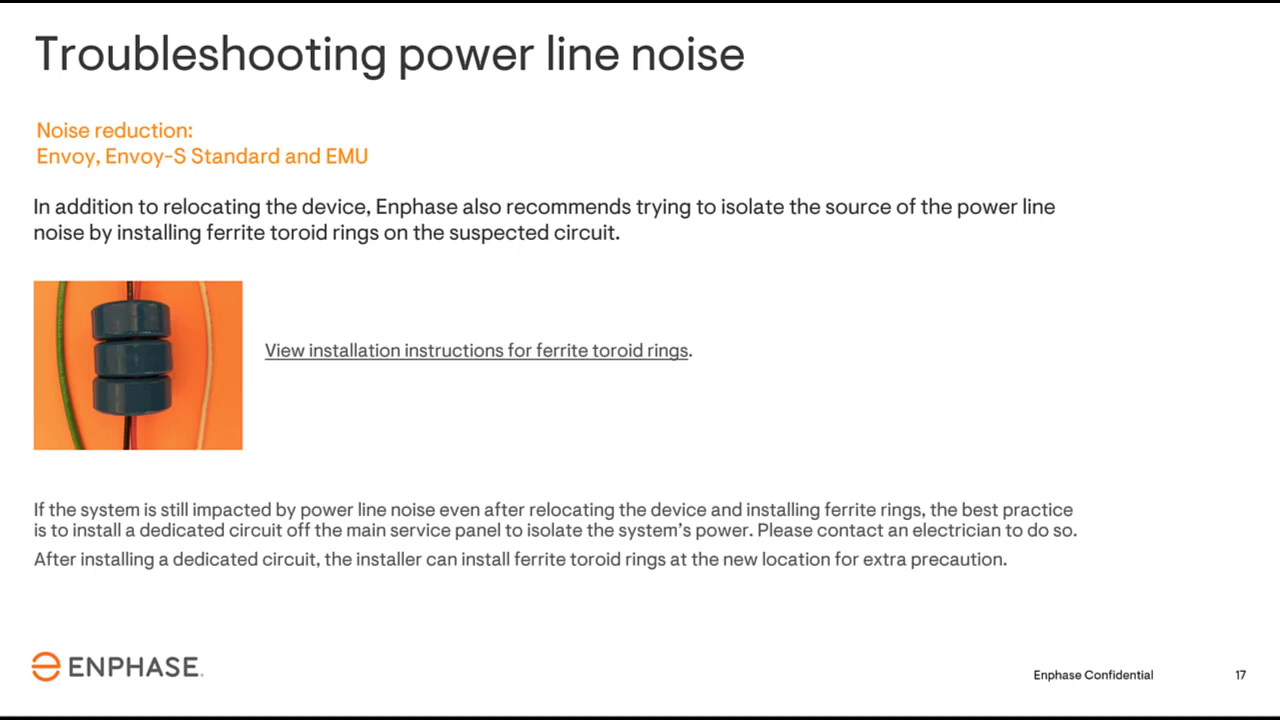 Troubleshooting power line noise
Noise reduction:
Envoy, Envoy-S Standard and EMU
In addition to relocating the device, Enphase also recommends trying to isolate the source of the power line
noise by installing ferrite toroid rings on the suspected circuit.
View installation instructions for ferrite toroid rings.
If the system is still impacted by power line noise even after relocating the device and installing ferrite rings, the best practice
is to install a dedicated circuit off the main service panel to isolate the system's power. Please contact an electrician to do so.
After installing a dedicated circuit, the installer can install ferrite toroid rings at the new location for extra precaution.
ENPHASE.
Enphase Confidential
17